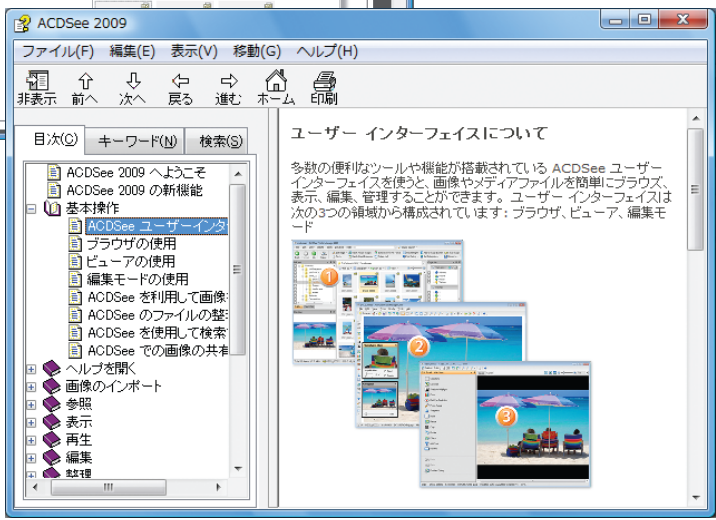 ACDSee 2009
ファイル(F) 編集(E) 表示(V) 移動(G) ヘルプ(H)
非表示 前へ 次へ 戻る 進む ホーム 印刷
目次(C) キーワード(N) 検索(S)
ACDSee 2009 へようこそ
ACDSee 2009 の新機能
基本操作
ACDSee ユーザーインタ
ブラウザの使用
ビューアの使用
編集モードの使用
ACDSee を利用して画像
ACDSee のファイルの整
ACDSee を使用して検索
ACDSee での画像の共有
ヘルプを開く
画像のインポート
参照
表示
再生
編集
整理
ユーザー インターフェイスについて
多数の便利なツールや機能が搭載されている ACDSee ユーザー
インターフェイスを使うと、画像やメディアファイルを簡単にブラウズ、
表示、編集、管理することができます。 ユーザー インターフェイスは
次の3つの領域から構成されています: ブラウザ、ビューア、編集モ
ード
1
2
3